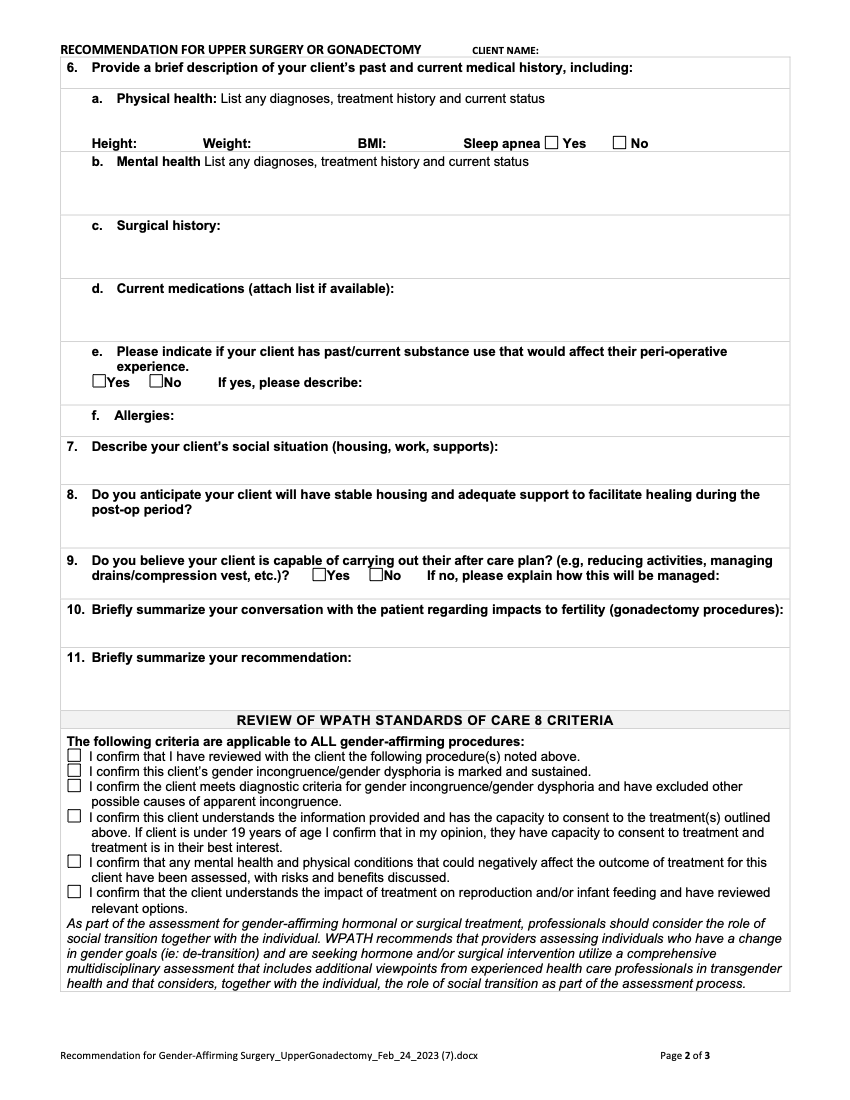 RECOMMENDATION FOR UPPER SURGERY OR GONADECTOMY CLIENT NAME:
6. Provide a brief description of your client’s past and current medical history, including:
a. Physical health: List any diagnoses, treatment history and current status
Height: Weight: BMI: Sleep apnea ☐ Yes ☐ No
b. Mental health List any diagnoses, treatment history and current status
c. Surgical history:
d. Current medications (attach list if available):
e. Please indicate if your client has past/current substance use that would affect their peri-operative
experience.
☐Yes ☐No If yes, please describe:
f. Allergies:
7. Describe your client’s social situation (housing, work, supports):
8. Do you anticipate your client will have stable housing and adequate support to facilitate healing during the
post-op period?
9. Do you believe your client is capable of carrying out their after care plan? (e.g, reducing activities, managing
drains/compression vest, etc.)? ☐Yes ☐No If no, please explain how this will be managed:
10. Briefly summarize your conversation with the patient regarding impacts to fertility (gonadectomy procedures):
11. Briefly summarize your recommendation:
REVIEW OF WPATH STANDARDS OF CARE 8 CRITERIA
The following criteria are applicable to ALL gender-affirming procedures:
☐ I confirm that I have reviewed with the client the following procedure(s) noted above.
☐ I confirm this client’s gender incongruence/gender dysphoria is marked and sustained.
☐ I confirm the client meets diagnostic criteria for gender incongruence/gender dysphoria and have excluded other
possible causes of apparent incongruence.
☐ I confirm this client understands the information provided and has the capacity to consent to the treatment(s) outlined
above. If client is under 19 years of age I confirm that in my opinion, they have capacity to consent to treatment and
treatment is in their best interest.
☐ I confirm that any mental health and physical conditions that could negatively affect the outcome of treatment for this
client have been assessed, with risks and benefits discussed.
☐ I confirm that the client understands the impact of treatment on reproduction and/or infant feeding and have reviewed
relevant options.
As part of the assessment for gender-affirming hormonal or surgical treatment, professionals should consider the role of
social transition together with the individual. WPATH recommends that providers assessing individuals who have a change
in gender goals (ie: de-transition) and are seeking hormone and/or surgical intervention utilize a comprehensive
multidisciplinary assessment that includes additional viewpoints from experienced health care professionals in transgender
health and that considers, together with the individual, the role of social transition as part of the assessment process.
Recommendation for Gender-Affirming Surgery_UpperGonadectomy_Feb_24_2023 (7).docx Page 2 of 3